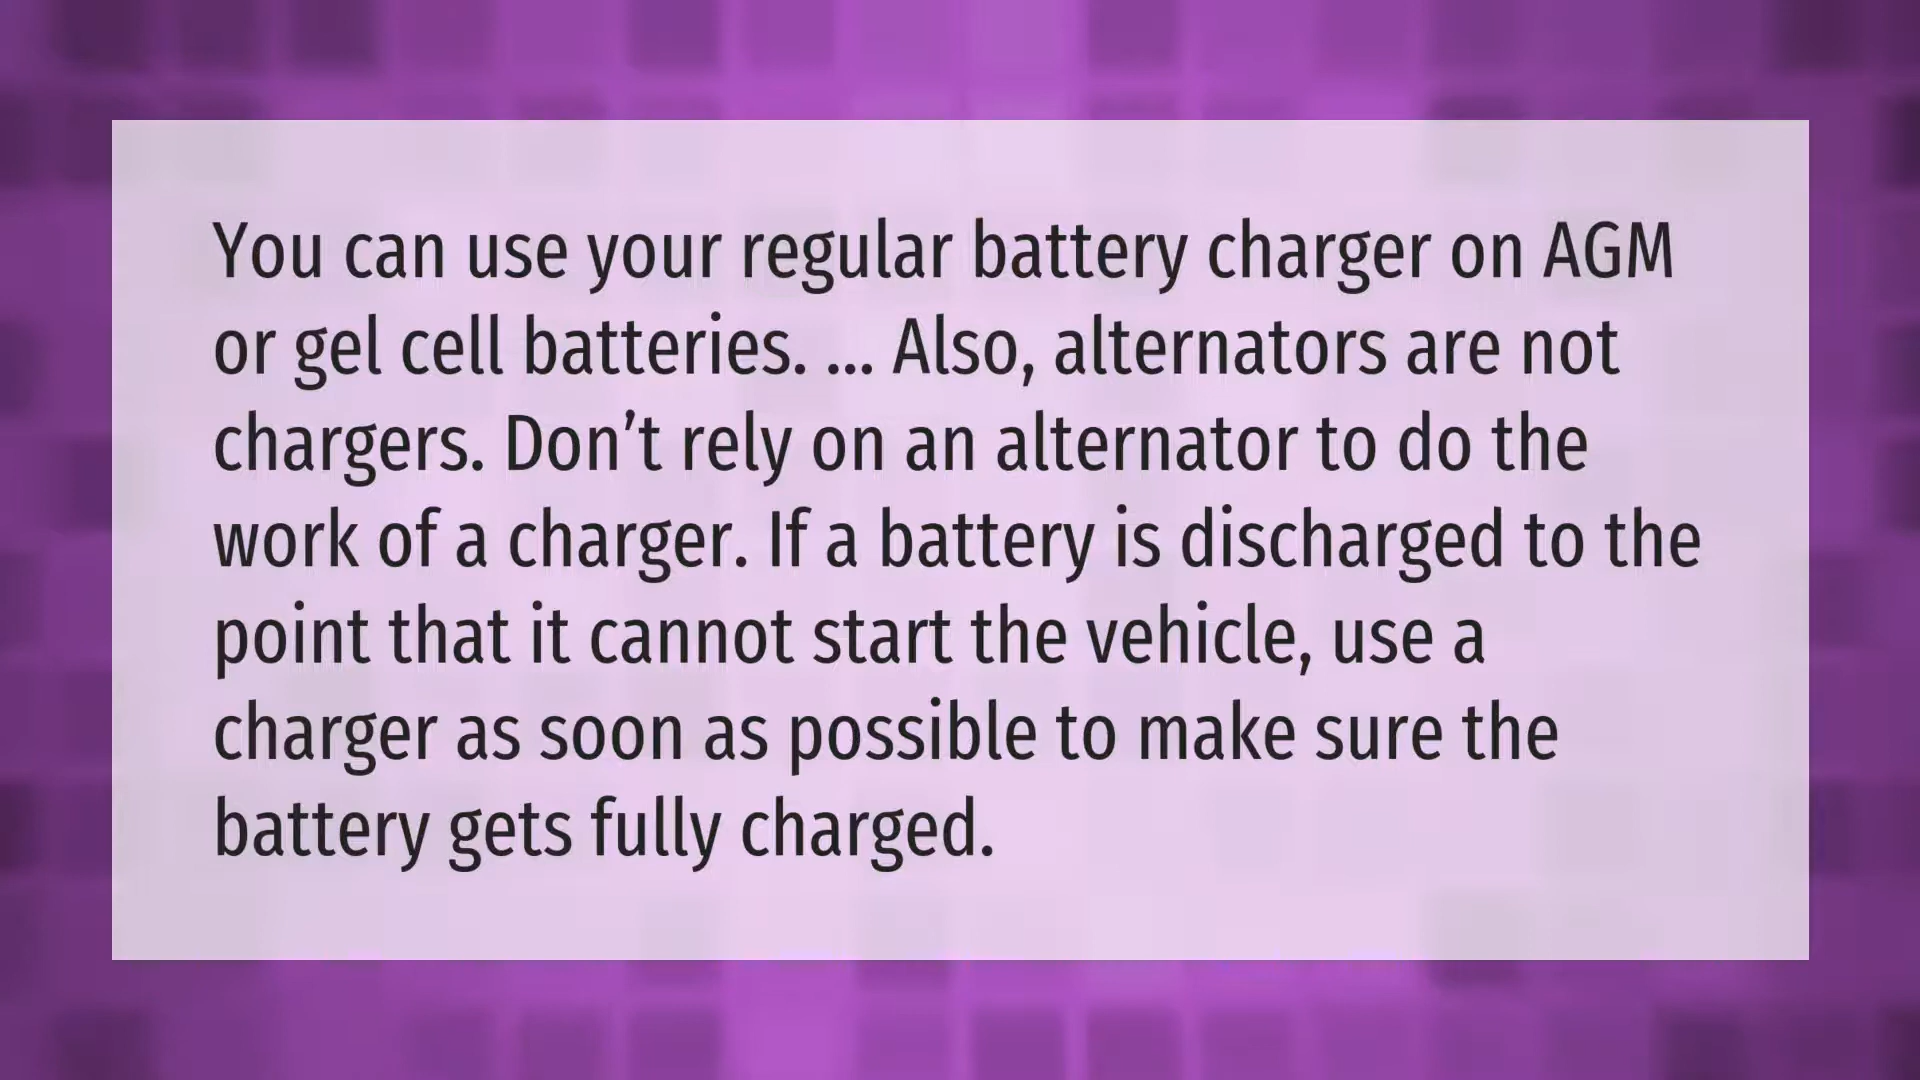 You can use your regular battery charger on AGM
or gel cell batteries. ... Also, alternators are not
chargers. Don’t rely on an alternator to do the
work of a charger. If a battery is discharged to the
point that it cannot start the vehicle, use a
charger as soon as possible to make sure the
battery gets fully charged.